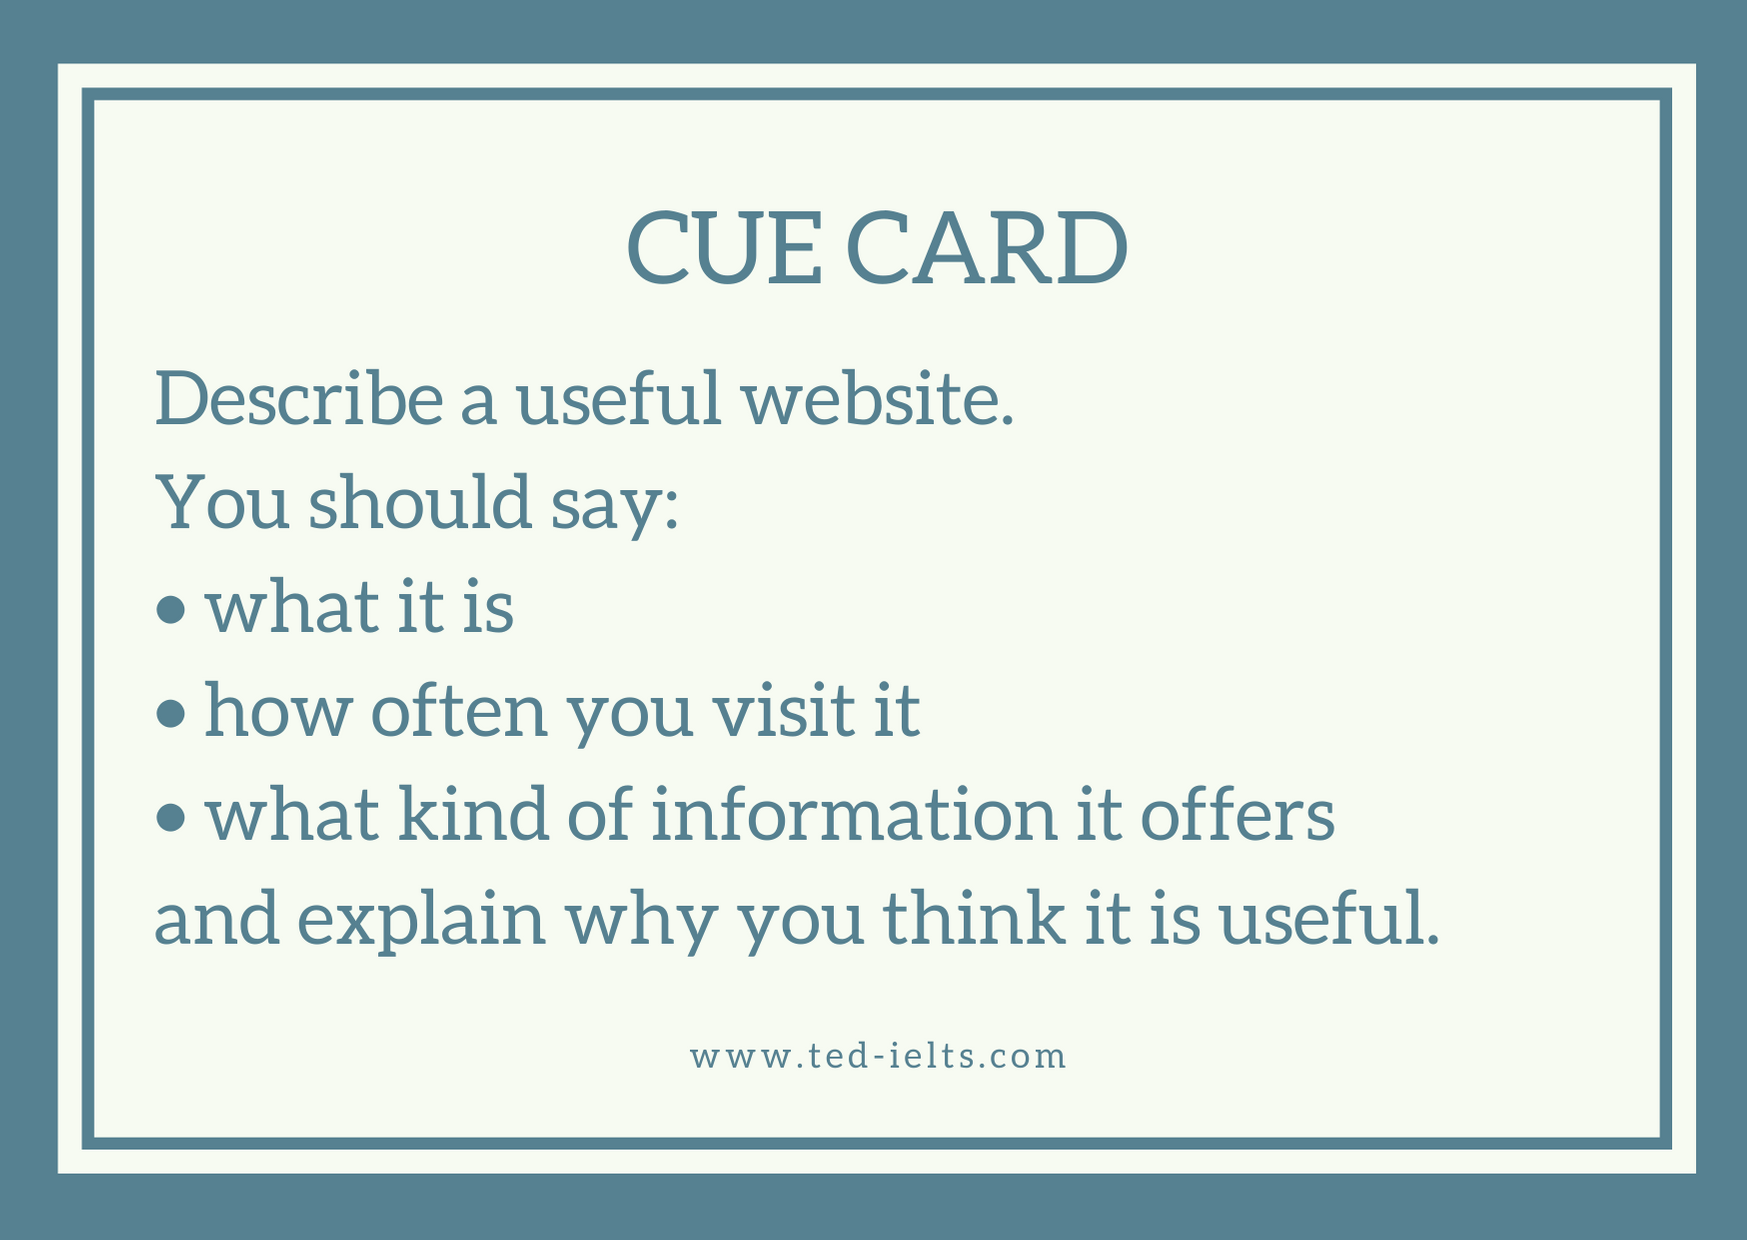 CUE CARD
Describe a useful website.
You should say:
• what it is
• how often you visit it
• what kind of information it offers
and explain why you think it is useful.
www.ted-ielts.com